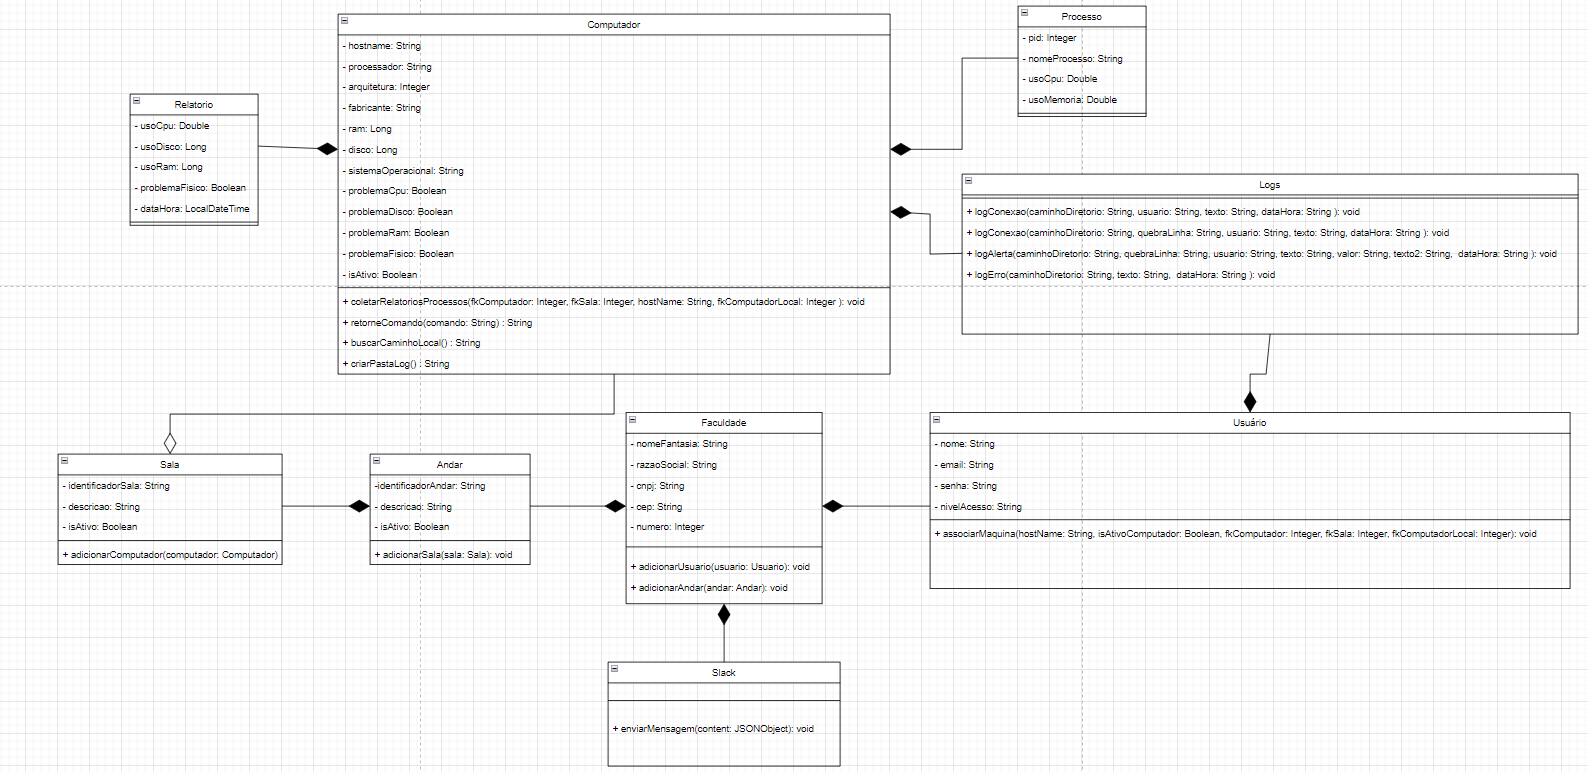 Computador
- hostname: String
- processador: String
- arquitetura: Integer
- fabricante: String
- ram: Long
- disco: Long
- sistemaOperacional: String
- problemaCpu: Boolean
- problemaDisco: Boolean
- problemaRam: Boolean
- problemaFisico: Boolean
- isAtivo: Boolean
+ coletarRelatoriosProcessos(fkComputador: Integer, fkSala: Integer, hostName: String, fkComputadorLocal: Integer ): void
+ retorneComando(comando: String) : String
+ buscarCaminhoLocal() : String
+ criarPastaLog() : String
Processo
- pid: Integer
- nomeProcesso: String
- usoCpu: Double
- usoMemoria: Double
Relatorio
- usoCpu: Double
- usoDisco: Long
- usoRam: Long
- problemaFisico: Boolean
- dataHora: LocalDateTime
Logs
+ logConexao(caminhoDiretorio: String, usuario: String, texto: String, dataHora: String ): void
+ logConexao(caminhoDiretorio: String, quebraLinha: String, usuario: String, texto: String, dataHora: String ): void
+ logAlerta(caminhoDiretorio: String, quebraLinha: String, usuario: String, texto: String, valor: String, texto2: String,  dataHora: String ): void
+ logErro(caminhoDiretorio: String, texto: String,  dataHora: String ): void
Sala
- identificadorSala: String
- descricao: String
- isAtivo: Boolean
+ adicionarComputador(computador: Computador)
Andar
-identificadorAndar: String
- descricao: String
- isAtivo: Boolean
+ adicionarSala(sala: Sala): void
Faculdade
- nomeFantasia: String
- razaoSocial: String
- cnpj: String
- cep: String
- numero: Integer
+ adicionarUsuario(usuario: Usuario): void
+ adicionarAndar(andar: Andar): void
Usuário
- nome: String
- email: String
- senha: String
- nivelAcesso: String
+ associarMaquina(hostName: String, isAtivoComputador: Boolean, fkComputador: Integer, fkSala: Integer, fkComputadorLocal: Integer): void
Slack
+ enviarMensagem(content: JSONObject): void